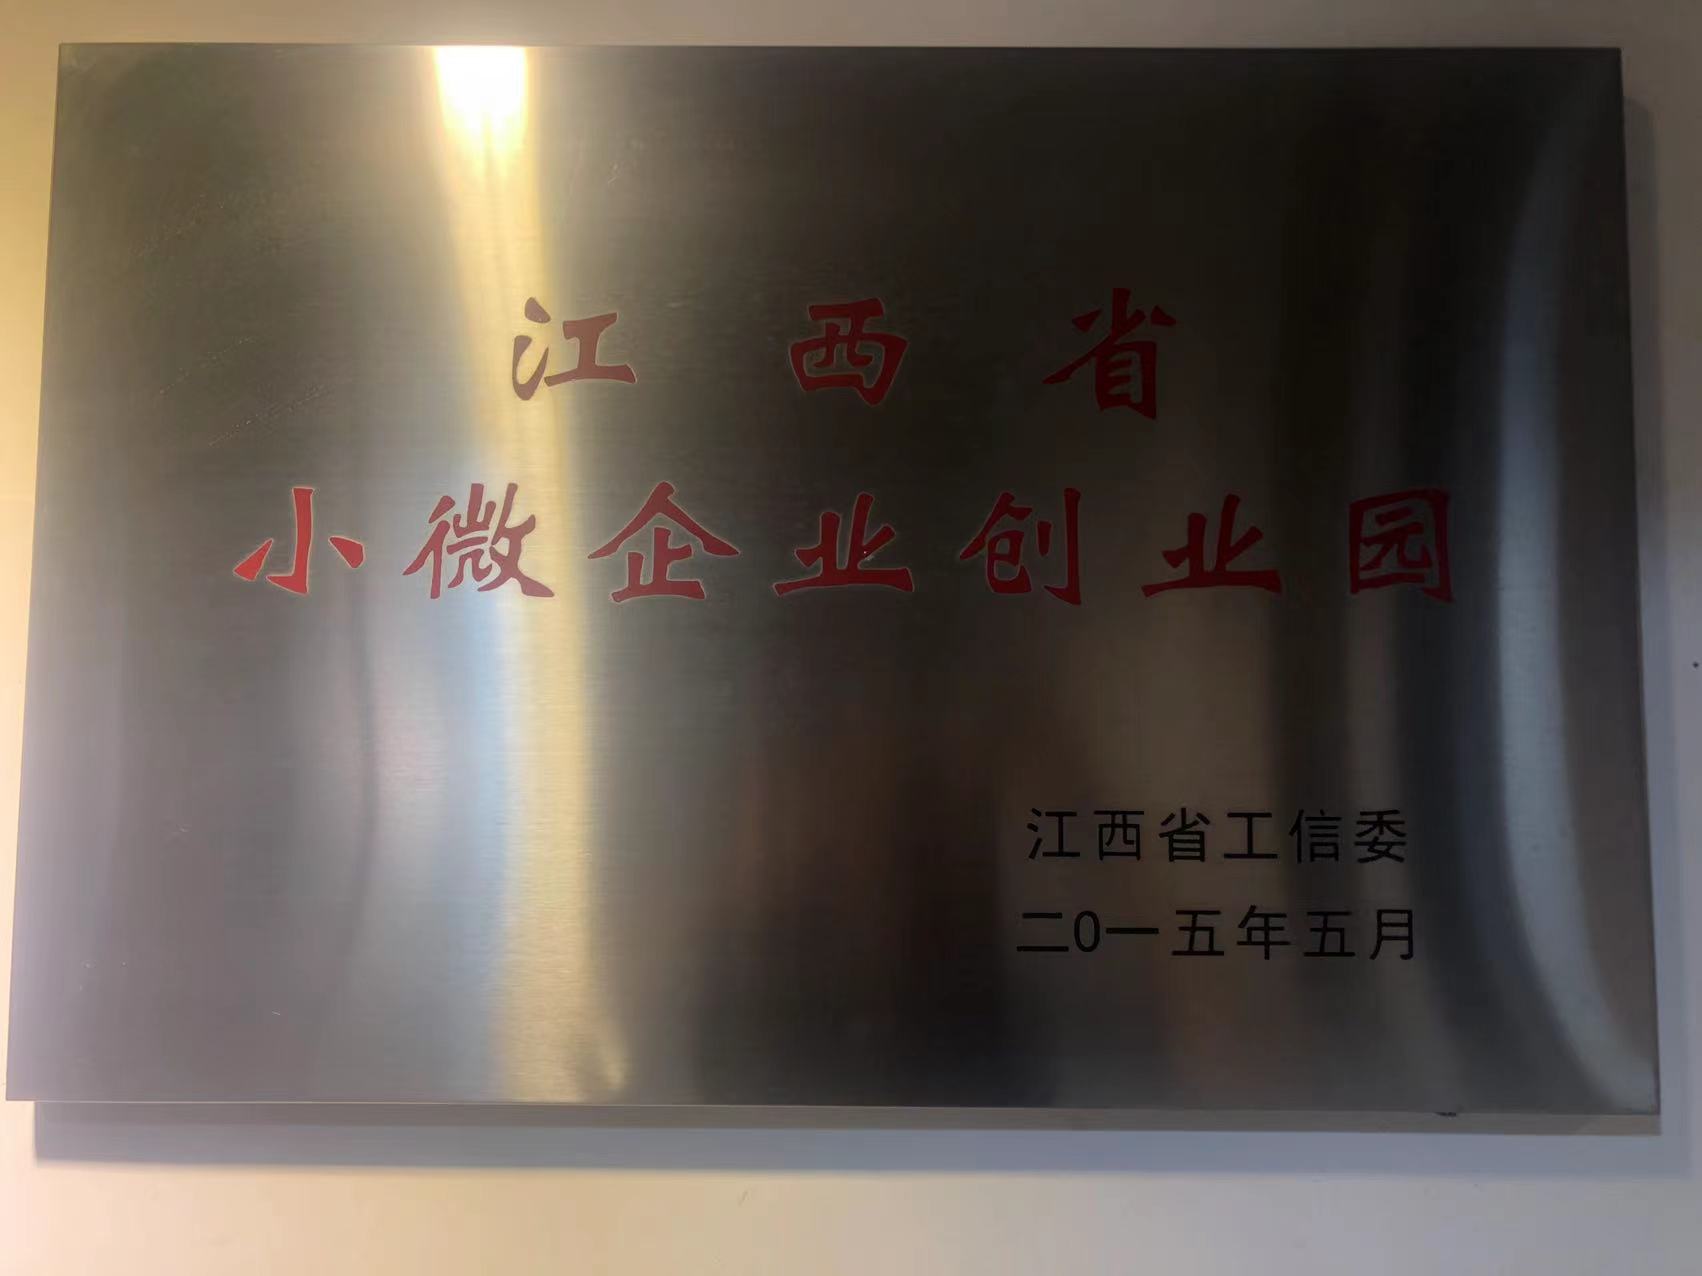 江西省
小微企业创业园
江西省工信委
二0一五年五月